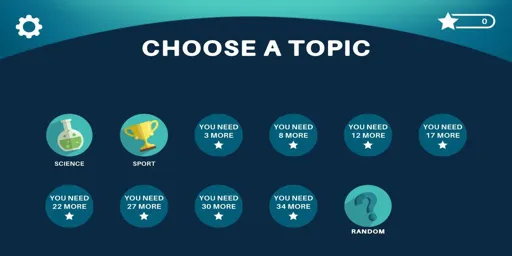 0
CHOOSE A TOPIC
SCIENCE
SPORT
YOU NEED
3 MORE
YOU NEED
8 MORE
YOU NEED
12 MORE
YOU NEED
17 MORE
YOU NEED
22 MORE
YOU NEED
27 MORE
YOU NEED
30 MORE
YOU NEED
34 MORE
?
RANDOM